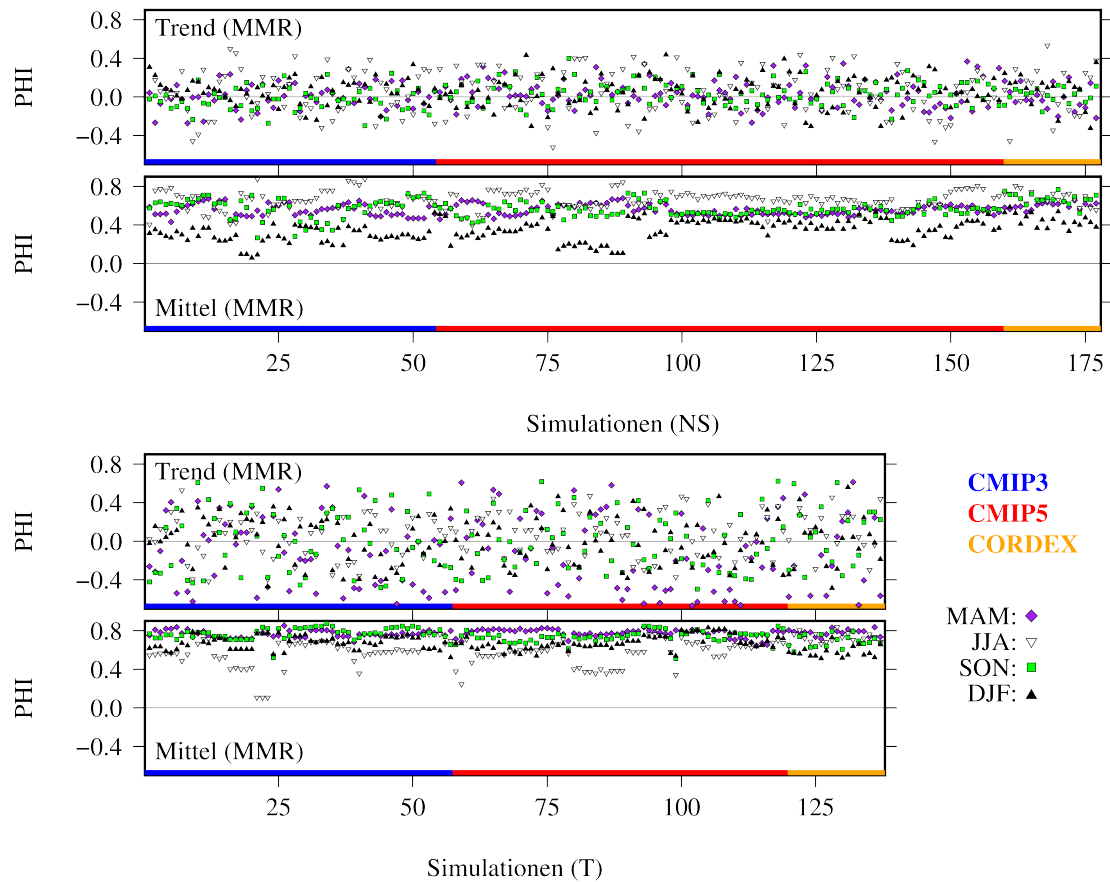 0.8
Trend (MMR)
0.4
PHI
0.0
−0.4
0.8
0.4
PHI
0.0
−0.4
Mittel (MMR)
25 50 75 100 125 150 175
Simulationen (NS)
0.8
Trend (MMR)
0.4
PHI
0.0
−0.4
0.8
0.4
PHI
0.0
−0.4
Mittel (MMR)
25 50 75 100 125
Simulationen (T)
CMIP3
CMIP5
CORDEX
MAM:
JJA:
SON:
DJF: